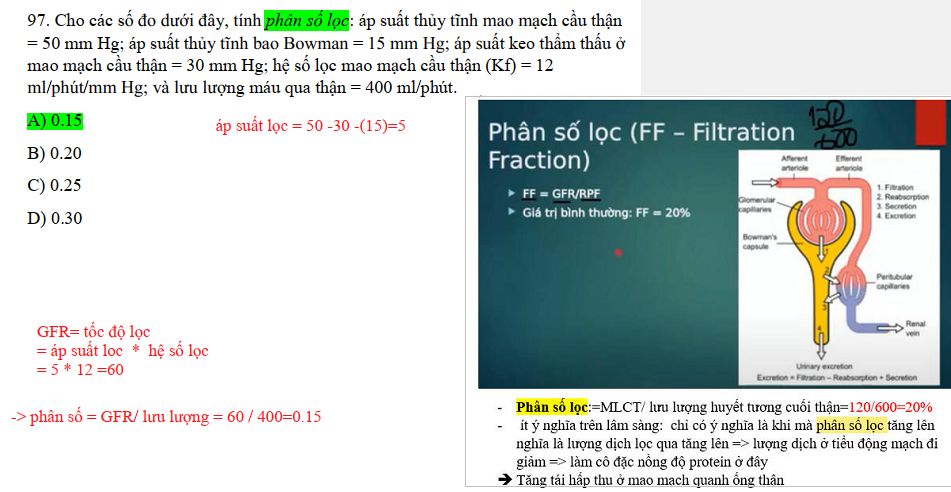 97. Cho các số đo dưới đây, tính phân số lọc: áp suất thủy tĩnh mao mạch cầu thận
= 50 mm Hg; áp suất thủy tĩnh bao Bowman = 15 mm Hg; áp suất keo thẩm thấu ở
mao mạch cầu thận = 30 mm Hg; hệ số lọc mao mạch cầu thận (Kf) = 12
ml/phút/mm Hg; và lưu lượng máu qua thận = 400 ml/phút.
A) 0.15
áp suất lọc = 50 -30 -(15)=5
B) 0.20
C) 0.25
D) 0.30
GFR= tốc độ lọc
= áp suất loc * hệ số lọc
= 5 * 12 =60
-> phân số = GFR/ lưu lượng = 60 / 400=0.15
120
600
Phân số lọc (FF – Filtration
Fraction)
FF = GFR/RPF
Giá trị bình thường: FF = 20%
Afferent
arteriole
Efferent
arteriole
1. Filtration
2. Reabsorption
3. Secretion
4. Excretion
Glomerular
capillaries
Bowman's
capsule
1
2
3
4
Peritubular
capillaries
Renal
vein
Urinary excretion
Excretion = Filtration – Reabsorption + Secretion
- Phân số lọc:=MLCT/ lưu lượng huyết tương cuối thận=120/600=20%
- ít ý nghĩa trên lâm sàng: chỉ có ý nghĩa là khi mà phân số lọc tăng lên
nghĩa là lượng dịch lọc qua tăng lên => lượng dịch ở tiểu động mạch đi
giảm => làm cô đặc nồng độ protein ở đây
➔ Tăng tái hấp thu ở mao mạch quanh ống thận